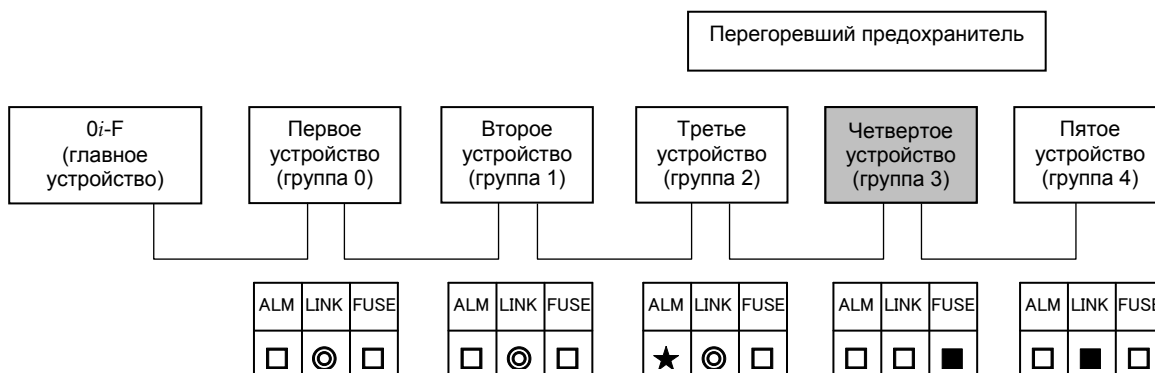 Перегоревший предохранитель
0i-F
(главное
устройство)
Первое
устройство
(группа 0)
Второе
устройство
(группа 1)
Третье
устройство
(группа 2)
Четвертое
устройство
(группа 3)
Пятое
устройство
(группа 4)
ALM LINK FUSE
ALM LINK FUSE
ALM LINK FUSE
ALM LINK FUSE
ALM LINK FUSE